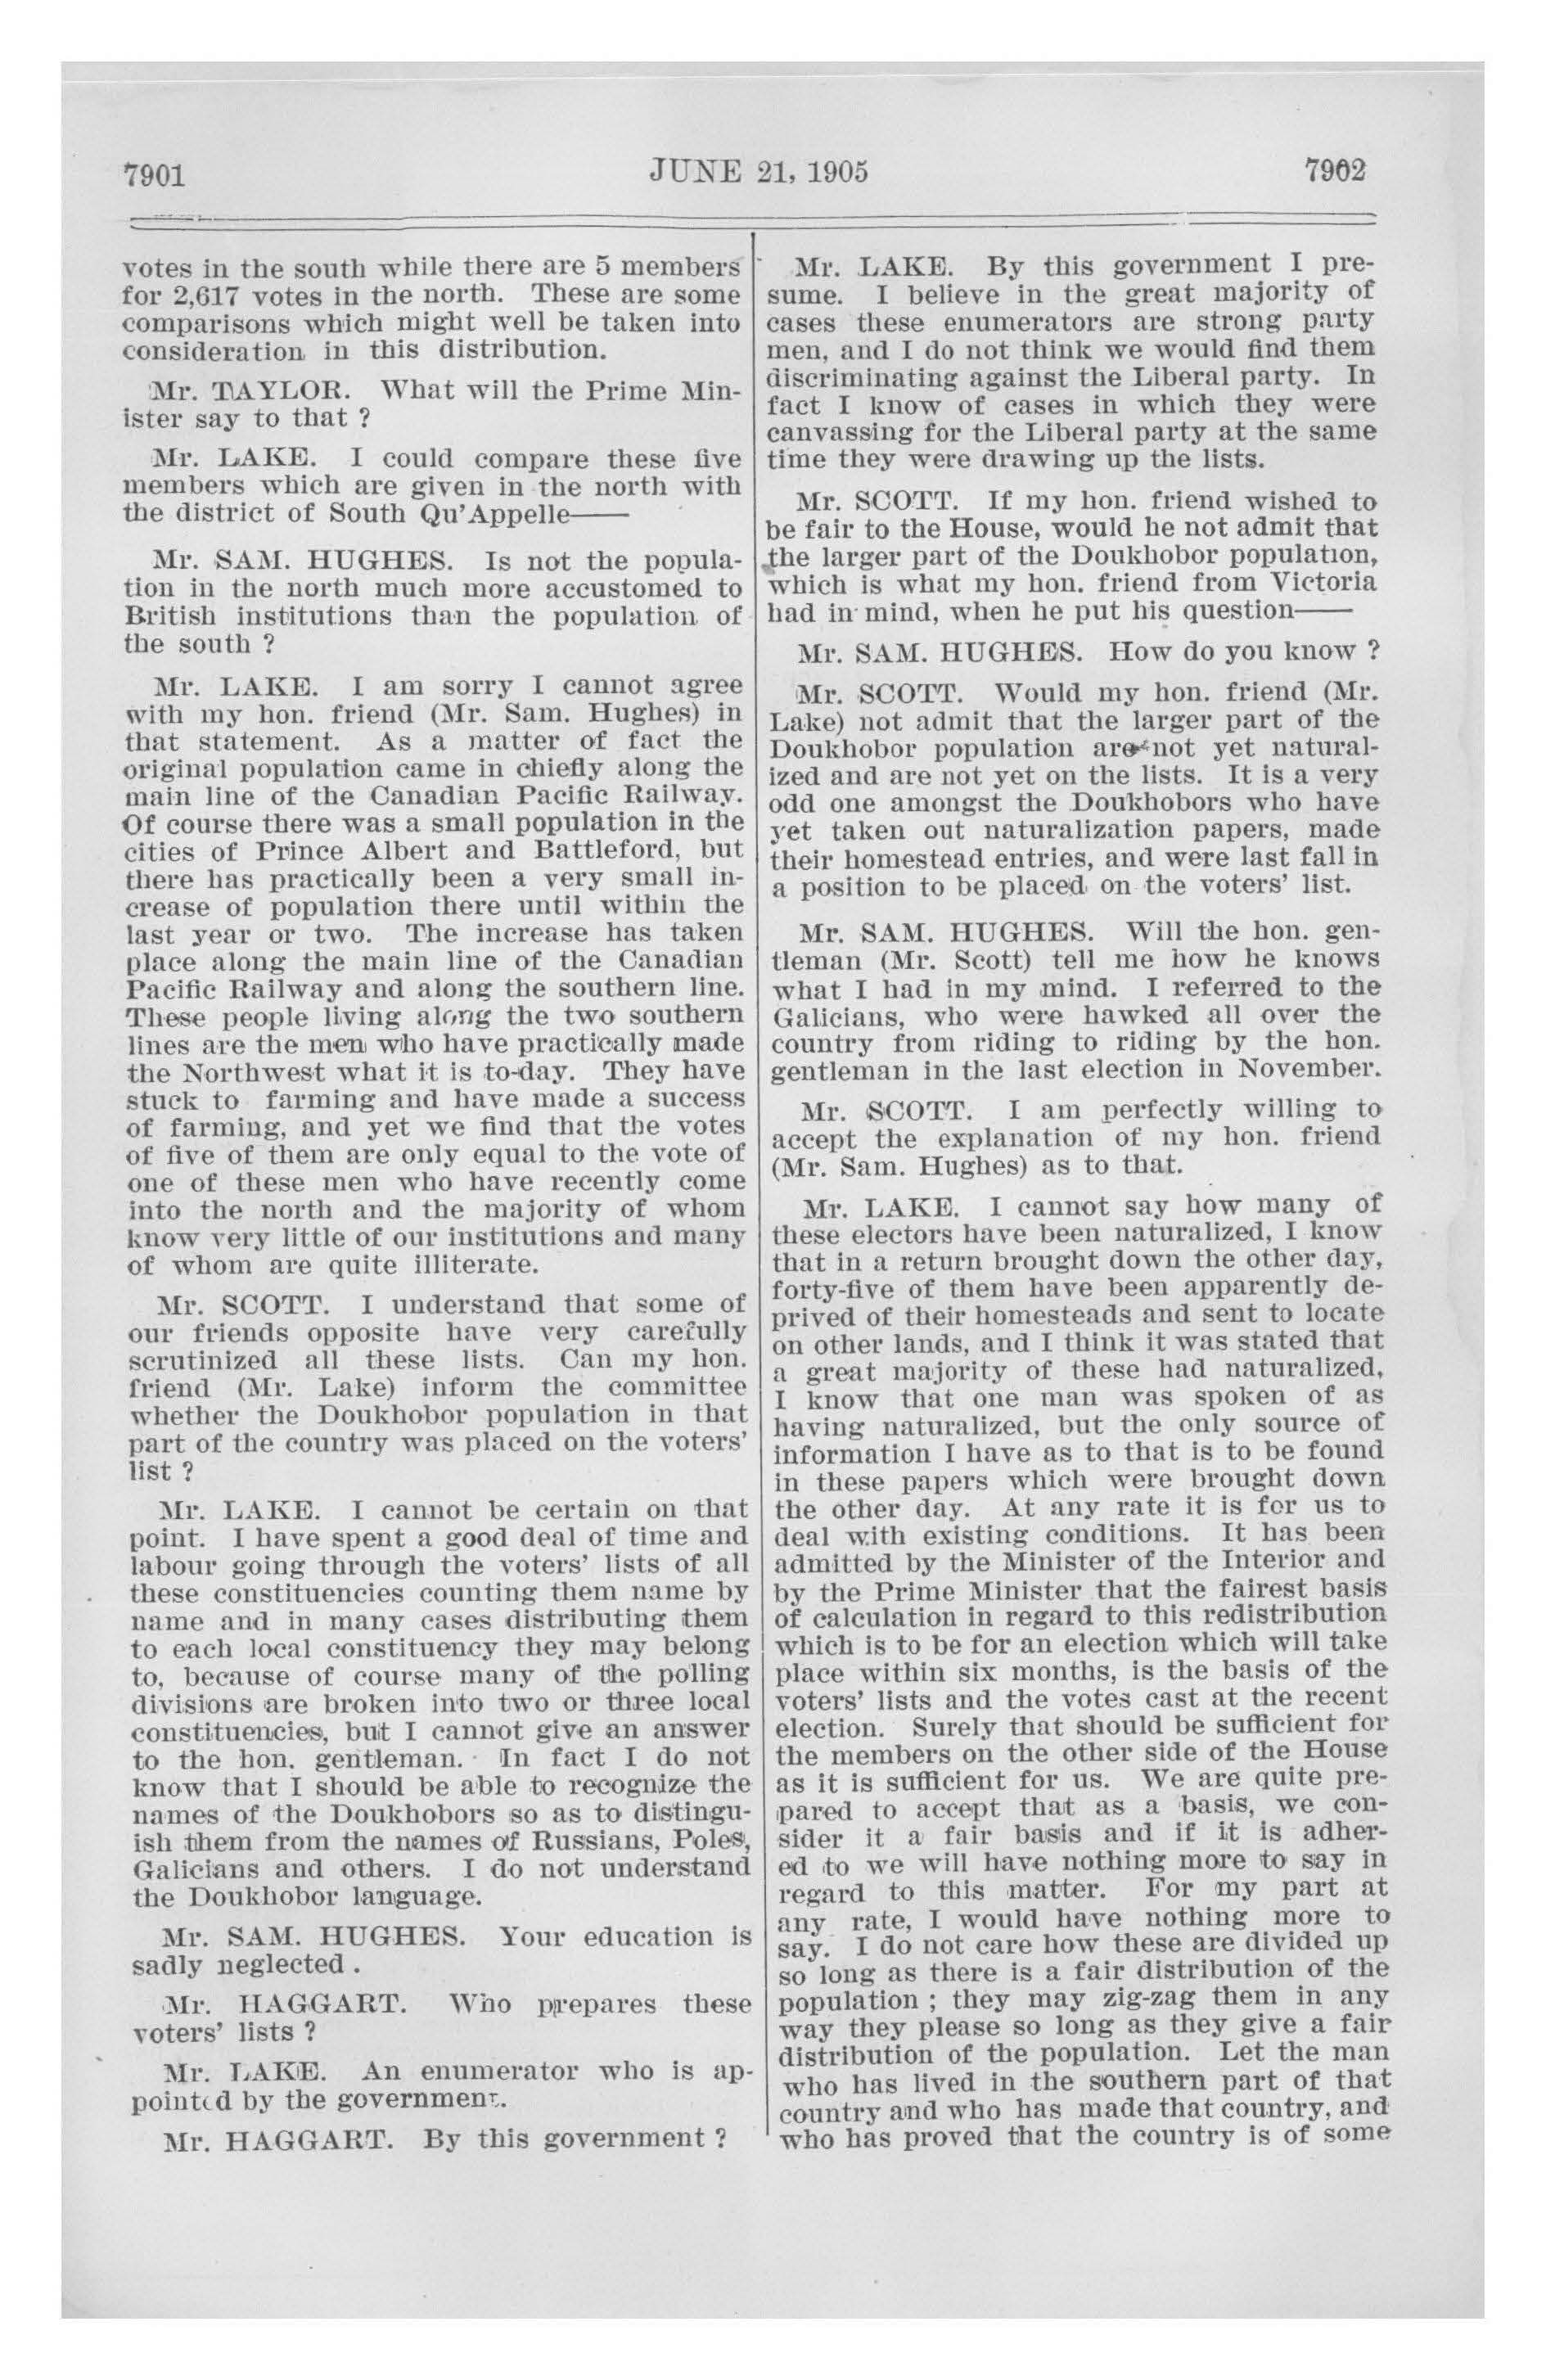 7901
JUNE 21, 1905
7902
votes in the south while there are 5 members
for 2,617 votes in the north. These are some
comparisons which might well be taken into
consideration in this distribution.
Mr. TAYLOR. What will the Prime Min-
ister say to that ?
Mr. LAKE. I could compare these five
members which are given in the north with
the district of South Qu'Appelle——
Mr. SAM. HUGHES. Is not the popula-
tion in the north much more accustomed to
British institutions than the population of
the south ?
Mr. LAKE. I am sorry I cannot agree
with my hon. friend (Mr. Sam. Hughes) in
that statement. As a matter of fact the
original population came in chiefly along the
main line of the Canadian Pacific Railway.
Of course there was a small population in the
cities of Prince Albert and Battleford, but
there has practically been a very small in-
crease of population there until within the
last year or two. The increase has taken
place along the main line of the Canadian
Pacific Railway and along the southern line.
These people living along the two southern
lines are the men who have practically made
the Northwest what it is to-day. They have
stuck to farming and have made a success
of farming, and yet we find that the votes
of five of them are only equal to the vote of
one of these men who have recently come
into the north and the majority of whom
know very little of our institutions and many
of whom are quite illiterate.
Mr. SCOTT. I understand that some of
our friends opposite have very carefully
scrutinized all these lists. Can my hon.
friend (Mr. Lake) inform the committee
whether the Doukhobor population in that
part of the country was placed on the voters'
list ?
Mr. LAKE. I cannot be certain on that
point. I have spent a good deal of time and
labour going through the voters' lists of all
these constituencies counting them name by
name and in many cases distributing them
to each local constituency they may belong
to, because of course many of the polling
divisions are broken into two or three local
constituencies, but I cannot give an answer
to the hon. gentleman. In fact I do not
know that I should be able to recognize the
names of the Doukhobors so as to distingu-
ish them from the names of Russians, Poles,
Galicians and others. I do not understand
the Doukhobor language.
Mr. SAM. HUGHES. Your education is
sadly neglected .
Mr. HAGGART. Who prepares these
voters' lists ?
Mr. LAKE. An enumerator who is ap-
pointed by the government.
Mr. HAGGART. By this government ?
Mr. LAKE. By this government I pre-
sume. I believe in the great majority of
cases these enumerators are strong party
men, and I do not think we would find them
discriminating against the Liberal party. In
fact I know of cases in which they were
canvassing for the Liberal party at the same
time they were drawing up the lists.
Mr. SCOTT. If my hon. friend wished to
be fair to the House, would he not admit that
the larger part of the Doukhobor population,
which is what my hon. friend from Victoria
had in mind, when he put his question——
Mr. SAM. HUGHES. How do you know ?
Mr. SCOTT. Would my hon. friend (Mr.
Lake) not admit that the larger part of the
Doukhobor population are not yet natural-
ized and are not yet on the lists. It is a very
odd one amongst the Doukhobors who have
yet taken out naturalization papers, made
their homestead entries, and were last fall in
a position to be placed on the voters' list.
Mr. SAM. HUGHES. Will the hon. gen-
tleman (Mr. Scott) tell me how he knows
what I had in my mind. I referred to the
Galicians, who were hawked all over the
country from riding to riding by the hon.
gentleman in the last election in November.
Mr. SCOTT. I am perfectly willing to
accept the explanation of my hon. friend
(Mr. Sam. Hughes) as to that.
Mr. LAKE. I cannot say how many of
these electors have been naturalized, I know
that in a return brought down the other day,
forty-five of them have been apparently de-
prived of their homesteads and sent to locate
on other lands, and I think it was stated that
a great majority of these had naturalized,
I know that one man was spoken of as
having naturalized, but the only source of
information I have as to that is to be found
in these papers which were brought down
the other day. At any rate it is for us to
deal with existing conditions. It has been
admitted by the Minister of the Interior and
by the Prime Minister that the fairest basis
of calculation in regard to this redistribution
which is to be for an election which will take
place within six months, is the basis of the
voters' lists and the votes cast at the recent
election. Surely that should be sufficient for
the members on the other side of the House
as it is sufficient for us. We are quite pre-
pared to accept that as a basis, we con-
sider it a fair basis and if it is adher-
ed to we will have nothing more to say in
regard to this matter. For my part at
any rate, I would have nothing more to
say. I do not care how these are divided up
so long as there is a fair distribution of the
population ; they may zig-zag them in any
way they please so long as they give a fair
distribution of the population. Let the man
who has lived in the southern part of that
country and who has made that country, and
who has proved that the country is of some